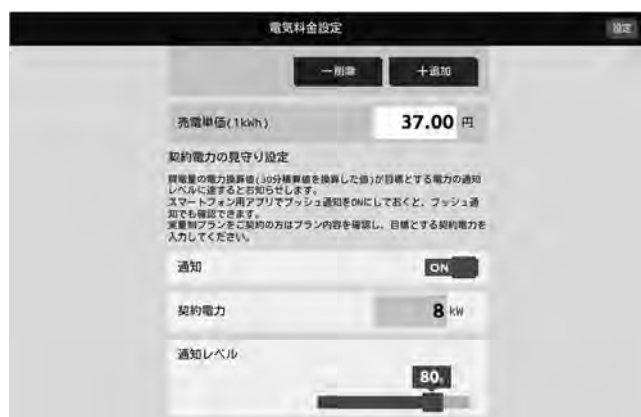 電気料金設定
設定
ー削除
＋追加
売電単価(1kWh)
37.00 円
契約電力の見守り設定
買電量の電力換算値(30分積算値を換算した値)が目標とする電力の通知
レベルに達するとお知らせします。
スマートフォン用アプリでプッシュ通知をONにしておくと、プッシュ通
知でも確認できます。
実量制プランをご契約の方はプラン内容を確認し、目標とする契約電力を
入力してください。
通知
ON
契約電力
8 kW
通知レベル
80%